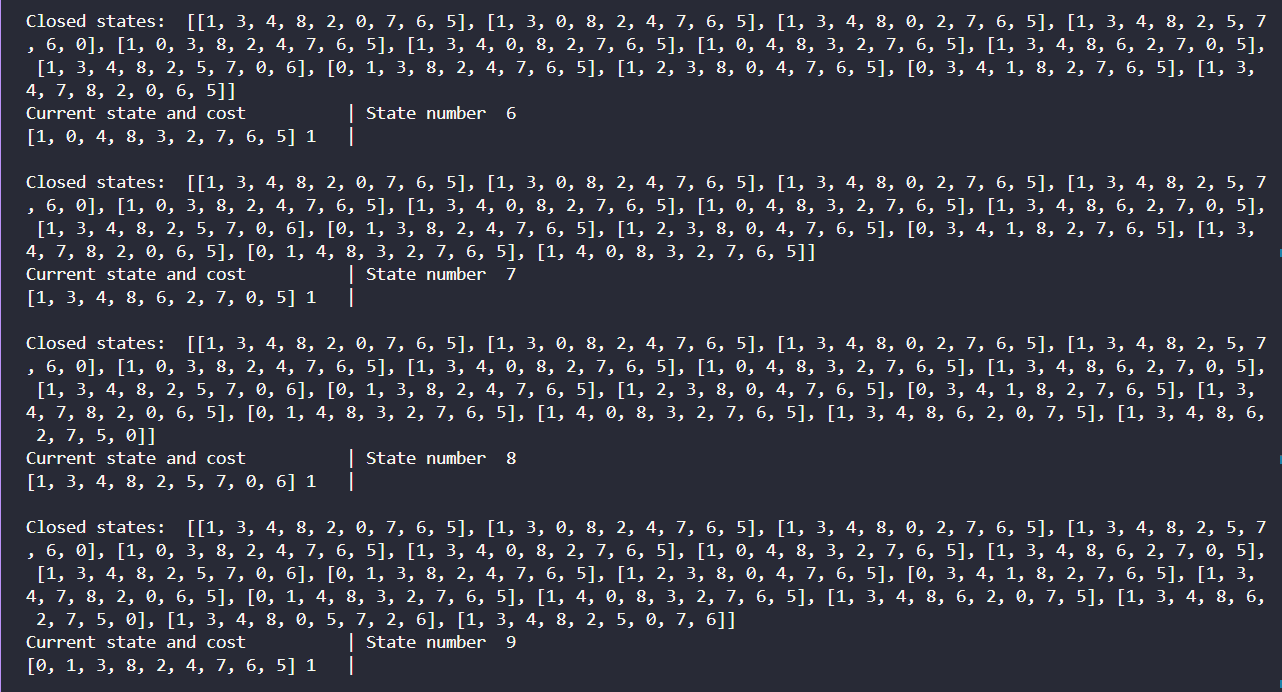 Closed states:  [[1, 3, 4, 8, 2, 0, 7, 6, 5], [1, 3, 0, 8, 2, 4, 7, 6, 5], [1, 3, 4, 8, 0, 2, 7, 6, 5], [1, 3, 4, 8, 2, 5, 7
, 6, 0], [1, 0, 3, 8, 2, 4, 7, 6, 5], [1, 3, 4, 0, 8, 2, 7, 6, 5], [1, 0, 4, 8, 3, 2, 7, 6, 5], [1, 3, 4, 8, 6, 2, 7, 0, 5],
 [1, 3, 4, 8, 2, 5, 7, 0, 6], [0, 1, 3, 8, 2, 4, 7, 6, 5], [1, 2, 3, 8, 0, 4, 7, 6, 5], [0, 3, 4, 1, 8, 2, 7, 6, 5], [1, 3,
4, 7, 8, 2, 0, 6, 5]]
Current state and cost          | State number  6
[1, 0, 4, 8, 3, 2, 7, 6, 5] 1   |

Closed states:  [[1, 3, 4, 8, 2, 0, 7, 6, 5], [1, 3, 0, 8, 2, 4, 7, 6, 5], [1, 3, 4, 8, 0, 2, 7, 6, 5], [1, 3, 4, 8, 2, 5, 7
, 6, 0], [1, 0, 3, 8, 2, 4, 7, 6, 5], [1, 3, 4, 0, 8, 2, 7, 6, 5], [1, 0, 4, 8, 3, 2, 7, 6, 5], [1, 3, 4, 8, 6, 2, 7, 0, 5],
 [1, 3, 4, 8, 2, 5, 7, 0, 6], [0, 1, 3, 8, 2, 4, 7, 6, 5], [1, 2, 3, 8, 0, 4, 7, 6, 5], [0, 3, 4, 1, 8, 2, 7, 6, 5], [1, 3,
4, 7, 8, 2, 0, 6, 5], [0, 1, 4, 8, 3, 2, 7, 6, 5], [1, 4, 0, 8, 3, 2, 7, 6, 5]]
Current state and cost          | State number  7
[1, 3, 4, 8, 6, 2, 7, 0, 5] 1   |

Closed states:  [[1, 3, 4, 8, 2, 0, 7, 6, 5], [1, 3, 0, 8, 2, 4, 7, 6, 5], [1, 3, 4, 8, 0, 2, 7, 6, 5], [1, 3, 4, 8, 2, 5, 7
, 6, 0], [1, 0, 3, 8, 2, 4, 7, 6, 5], [1, 3, 4, 0, 8, 2, 7, 6, 5], [1, 0, 4, 8, 3, 2, 7, 6, 5], [1, 3, 4, 8, 6, 2, 7, 0, 5],
 [1, 3, 4, 8, 2, 5, 7, 0, 6], [0, 1, 3, 8, 2, 4, 7, 6, 5], [1, 2, 3, 8, 0, 4, 7, 6, 5], [0, 3, 4, 1, 8, 2, 7, 6, 5], [1, 3,
4, 7, 8, 2, 0, 6, 5], [0, 1, 4, 8, 3, 2, 7, 6, 5], [1, 4, 0, 8, 3, 2, 7, 6, 5], [1, 3, 4, 8, 6, 2, 0, 7, 5], [1, 3, 4, 8, 6,
 2, 7, 5, 0]]
Current state and cost          | State number  8
[1, 3, 4, 8, 2, 5, 7, 0, 6] 1   |

Closed states:  [[1, 3, 4, 8, 2, 0, 7, 6, 5], [1, 3, 0, 8, 2, 4, 7, 6, 5], [1, 3, 4, 8, 0, 2, 7, 6, 5], [1, 3, 4, 8, 2, 5, 7
, 6, 0], [1, 0, 3, 8, 2, 4, 7, 6, 5], [1, 3, 4, 0, 8, 2, 7, 6, 5], [1, 0, 4, 8, 3, 2, 7, 6, 5], [1, 3, 4, 8, 6, 2, 7, 0, 5],
 [1, 3, 4, 8, 2, 5, 7, 0, 6], [0, 1, 3, 8, 2, 4, 7, 6, 5], [1, 2, 3, 8, 0, 4, 7, 6, 5], [0, 3, 4, 1, 8, 2, 7, 6, 5], [1, 3,
4, 7, 8, 2, 0, 6, 5], [0, 1, 4, 8, 3, 2, 7, 6, 5], [1, 4, 0, 8, 3, 2, 7, 6, 5], [1, 3, 4, 8, 6, 2, 0, 7, 5], [1, 3, 4, 8, 6,
 2, 7, 5, 0], [1, 3, 4, 8, 0, 5, 7, 2, 6], [1, 3, 4, 8, 2, 5, 0, 7, 6]]
Current state and cost          | State number  9
[0, 1, 3, 8, 2, 4, 7, 6, 5] 1   |